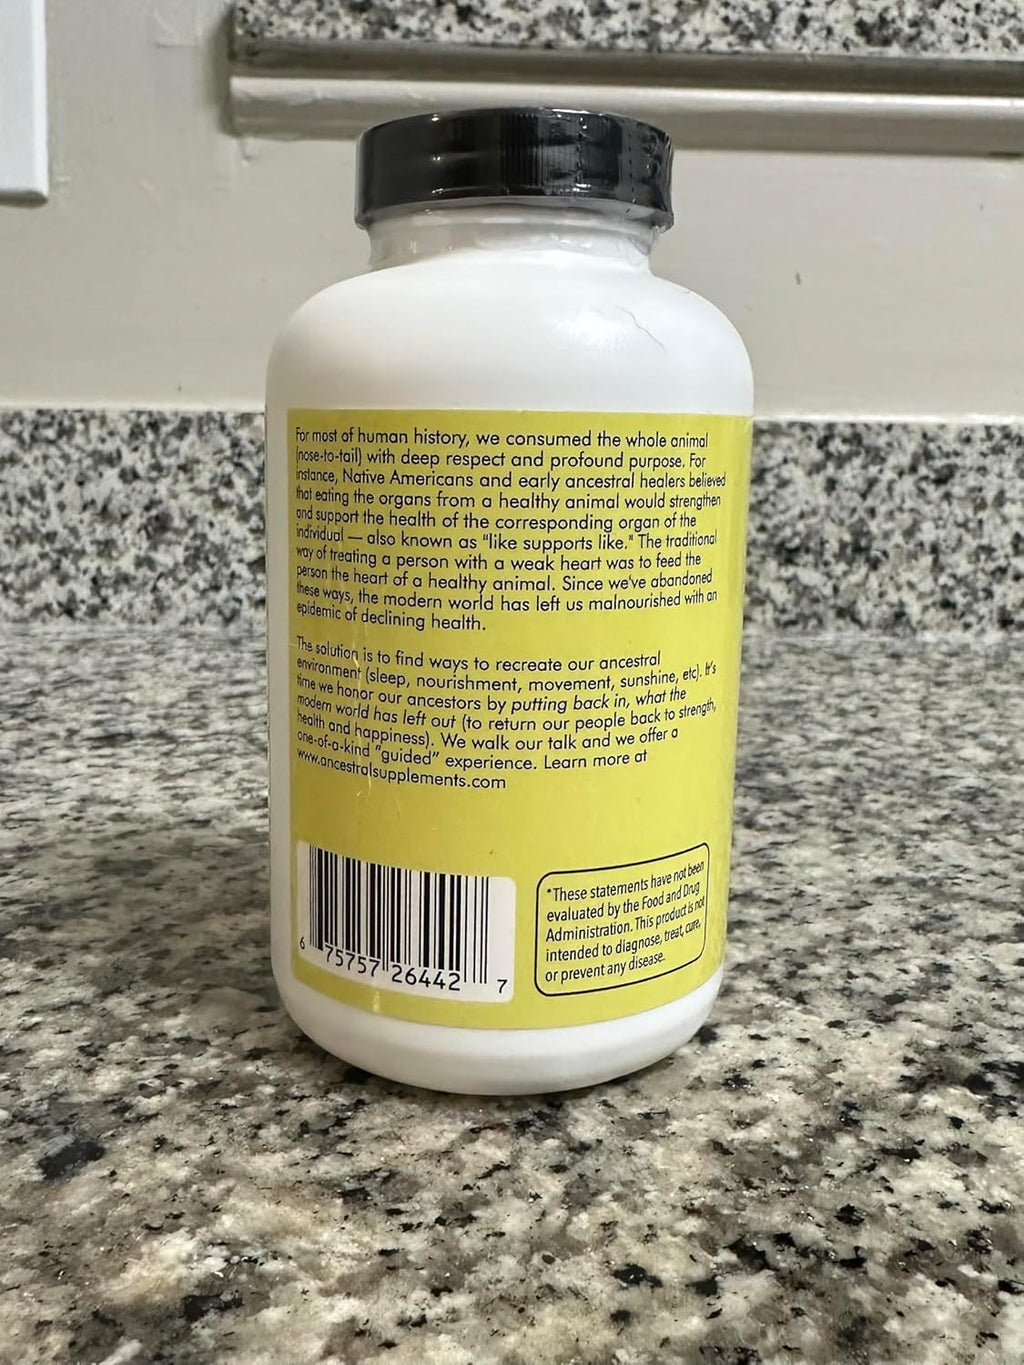 For most of human history, we consumed the whole animal
(nose-to-tail) with deep respect and profound purpose. For
instance, Native Americans and early ancestral healers believed
that eating the organs from a healthy animal would strengthen
and support the health of the corresponding organ of the
individual — also known as "like supports like." The traditional
way of treating a person with a weak heart was to feed the
person the heart of a healthy animal. Since we've abandoned
these ways, the modern world has left us malnourished with an
epidemic of declining health.
The solution is to find ways to recreate our ancestral
environment (sleep, nourishment, movement, sunshine, etc). It's
time we honor our ancestors by putting back in, what the
modern world has left out (to return our people back to strength,
health and happiness). We walk our talk and we offer a
one-of-a-kind "guided" experience. Learn more at
www.ancestralsupplements.com
6 75757 26442 7
*These statements have not been
evaluated by the Food and Drug
Administration. This product is not
intended to diagnose, treat, cure,
or prevent any disease.